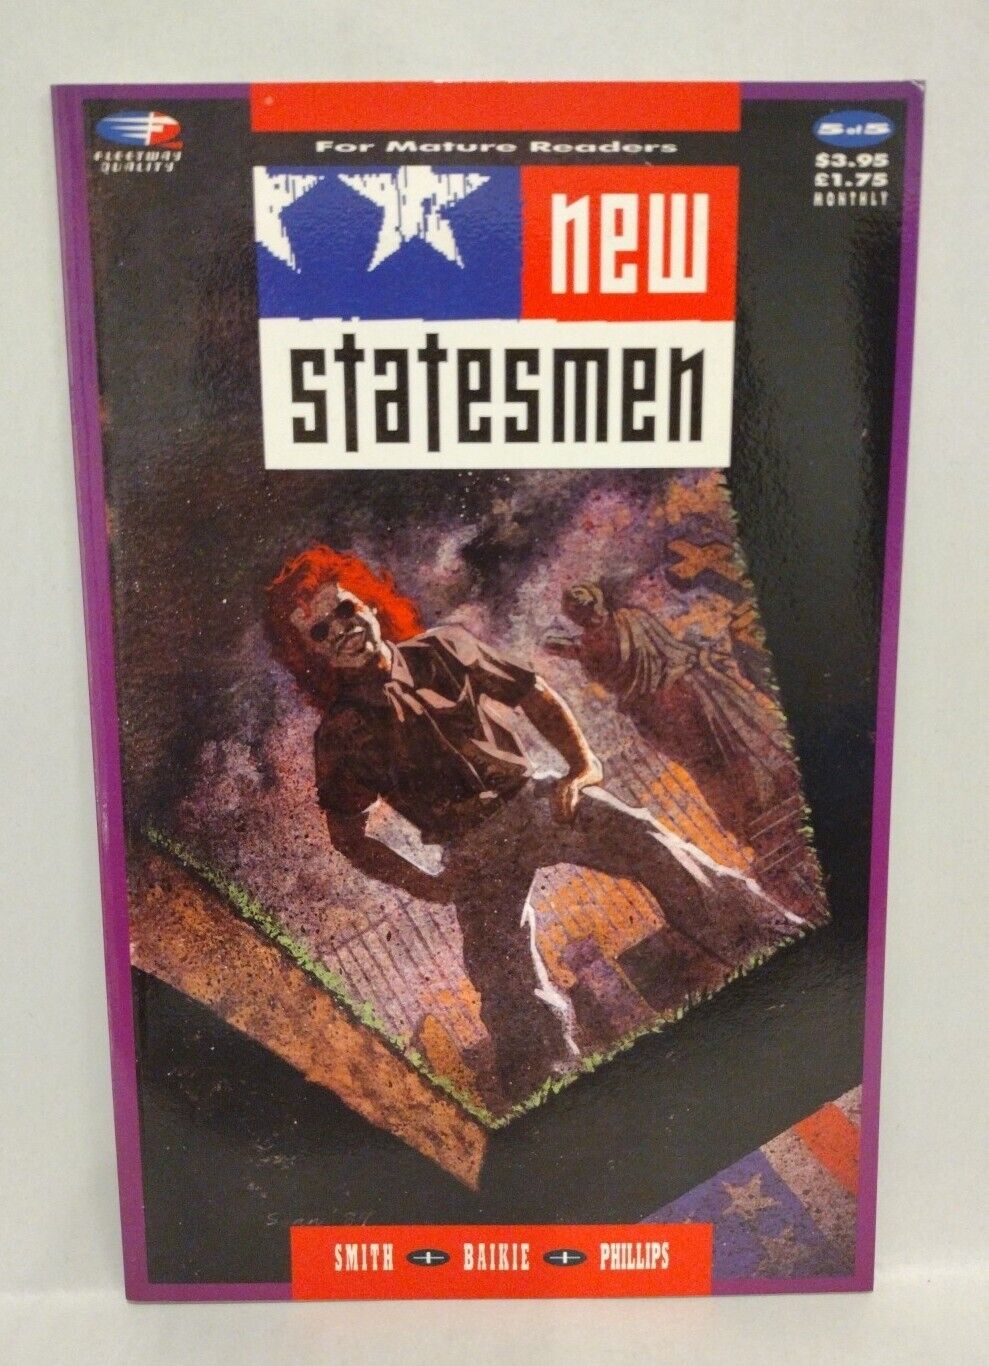 FLEETWAY
QUALITY
5 of 5
$3.95
£1.75
MONTHLY
For Mature Readers
new
statesmen
SMITH BAIKIE PHILLIPS